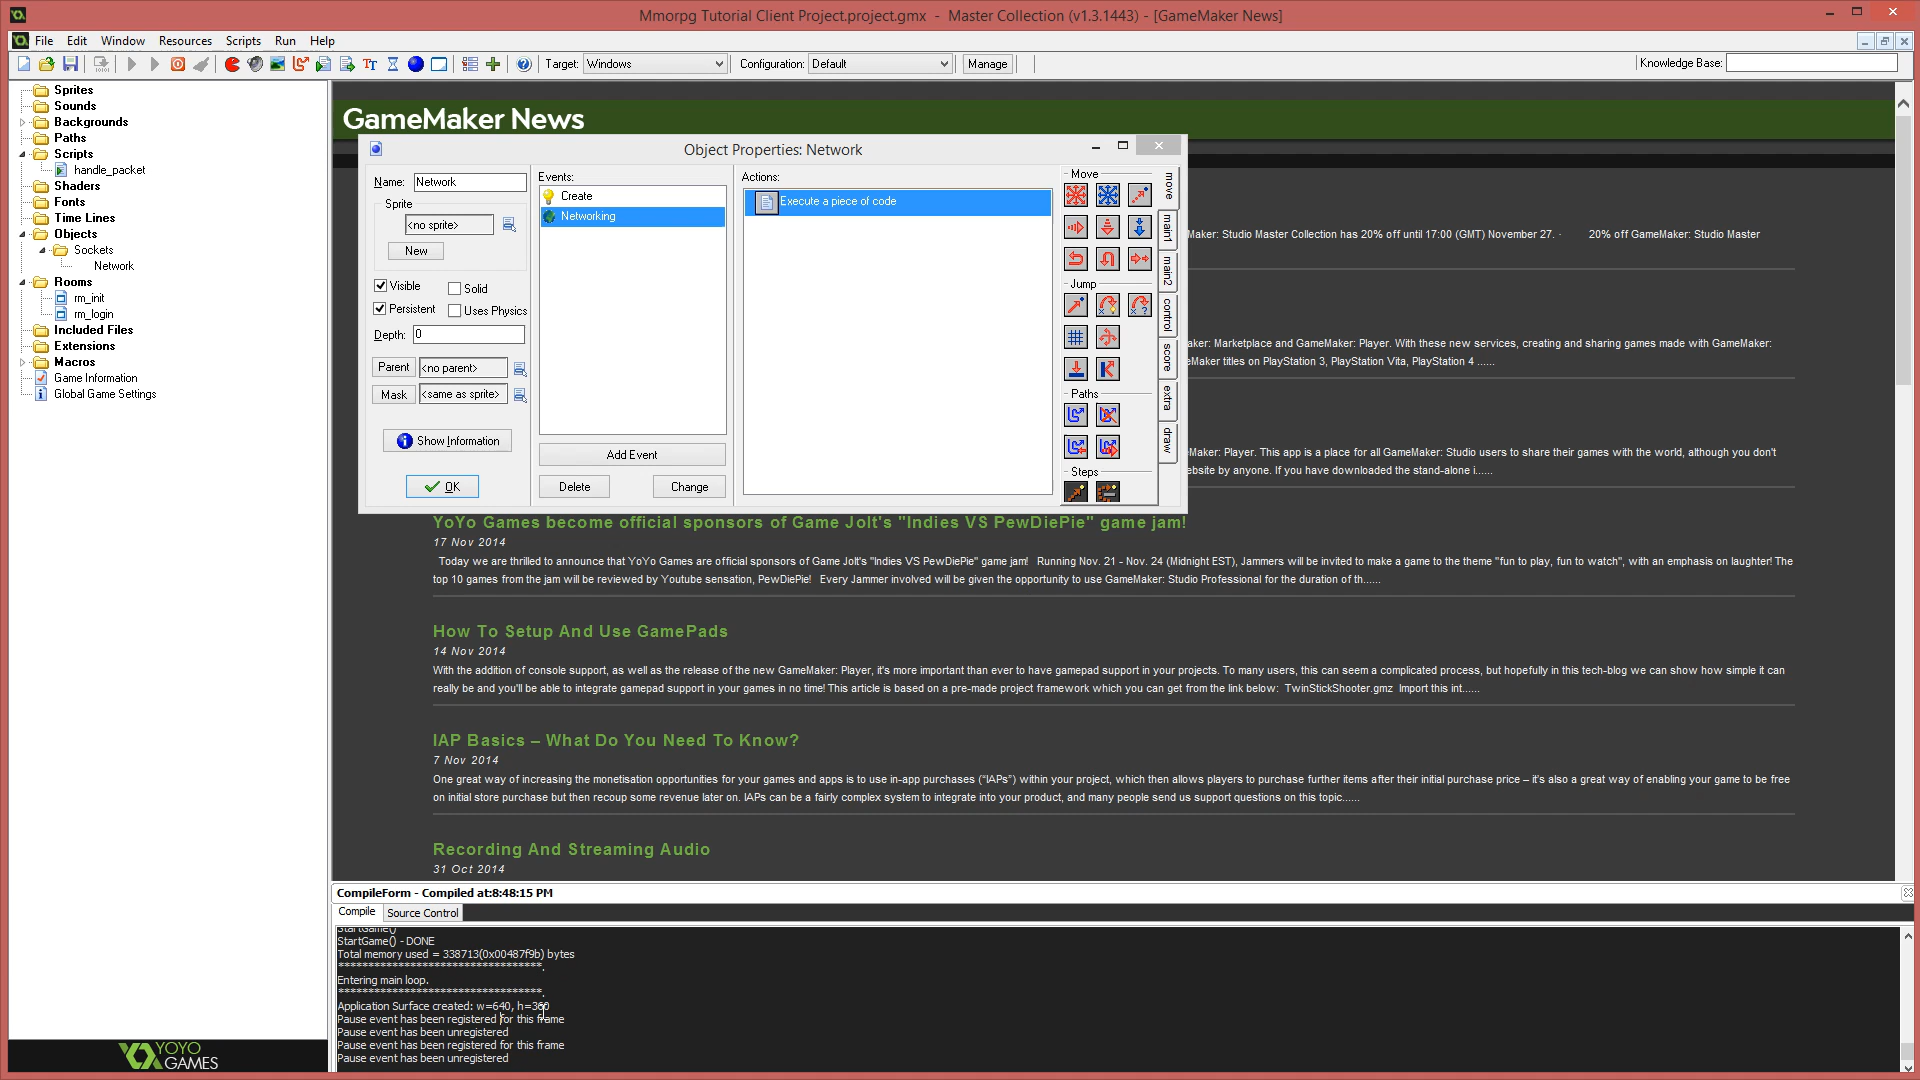 Mmorpg Tutorial Client Project.project.gmx - Master Collection (v1.3.1443) - [GameMaker News]
File Edit Window Resources Scripts Run Help
Target: Windows Configuration: Default Manage Knowledge Base:
Sprites
Sounds
Backgrounds
Paths
Scripts
handle_packet
Shaders
Fonts
Time Lines
Objects
Sockets
Network
Rooms
rm_init
rm_login
Included Files
Extensions
Macros
Game Information
Global Game Settings
YOYO
GAMES
GameMaker News
Object Properties: Network
Name: Network
Sprite
<no sprite>
New
Visible Solid
Persistent Uses Physics
Depth: 0
Parent <no parent>
Mask <same as sprite>
Show Information
OK
Events:
Create
Networking
Add Event
Delete Change
Actions:
Execute a piece of code
Move
Jump
Paths
Steps
move
main1
main2
control
score
extra
draw
Maker: Studio Master Collection has 20% off until 17:00 (GMT) November 27. · 20% off GameMaker: Studio Master
aker: Marketplace and GameMaker: Player. With these new services, creating and sharing games made with GameMaker:
eMaker titles on PlayStation 3, PlayStation Vita, PlayStation 4 ......
Maker: Player. This app is a place for all GameMaker: Studio users to share their games with the world, although you don't
ebsite by anyone. If you have downloaded the stand-alone i......
YoYo Games become official sponsors of Game Jolt's "Indies VS PewDiePie" game jam!
17 Nov 2014
Today we are thrilled to announce that YoYo Games are official sponsors of Game Jolt's "Indies VS PewDiePie" game jam! Running Nov. 21 - Nov. 24 (Midnight EST), Jammers will be invited to make a game to the theme "fun to play, fun to watch", with an emphasis on laughter! The
top 10 games from the jam will be reviewed by Youtube sensation, PewDiePie! Every Jammer involved will be given the opportunity to use GameMaker: Studio Professional for the duration of th......
How To Setup And Use GamePads
14 Nov 2014
With the addition of console support, as well as the release of the new GameMaker: Player, it's more important than ever to have gamepad support in your projects. To many users, this can seem a complicated process, but hopefully in this tech-blog we can show how simple it can
really be and you'll be able to integrate gamepad support in your games in no time! This article is based on a pre-made project framework which you can get from the link below: TwinStickShooter.gmz Import this int......
IAP Basics – What Do You Need To Know?
7 Nov 2014
One great way of increasing the monetisation opportunities for your games and apps is to use in-app purchases ("IAPs") within your project, which then allows players to purchase further items after their initial purchase price – it's also a great way of enabling your game to be free
on initial store purchase but then recoup some revenue later on. IAPs can be a fairly complex system to integrate into your product, and many people send us support questions on this topic......
Recording And Streaming Audio
31 Oct 2014
CompileForm - Compiled at:8:48:15 PM
Compile Source Control
StartGame()
StartGame() - DONE
Total memory used = 338713(0x00487f9b) bytes
**********************************.
Entering main loop.
**********************************.
Application Surface created: w=640, h=360
Pause event has been registered for this frame
Pause event has been unregistered
Pause event has been registered for this frame
Pause event has been unregistered